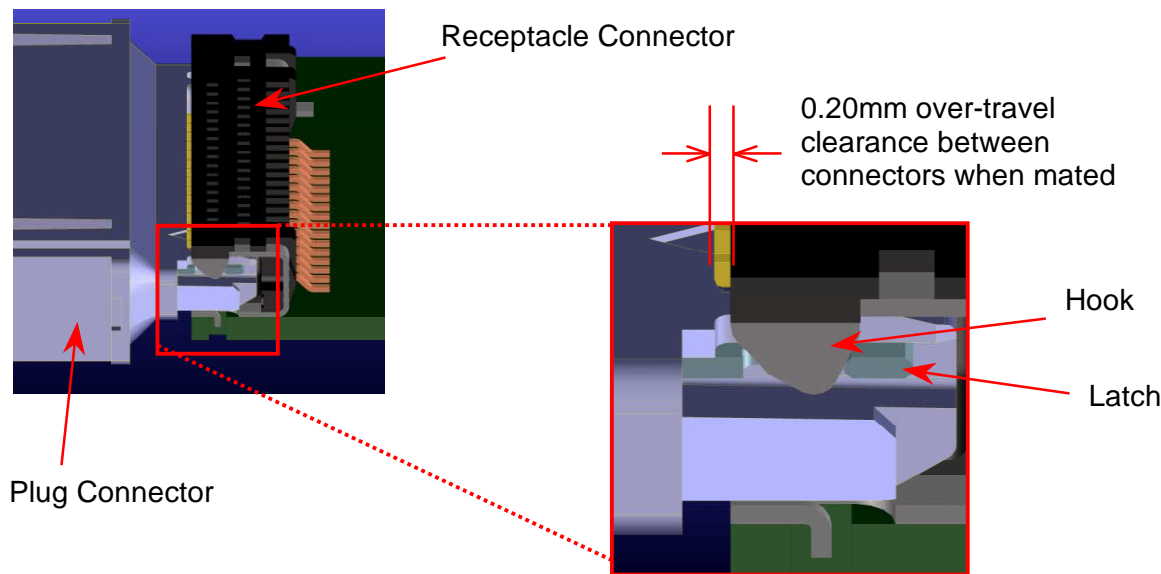 Receptacle Connector
0.20mm over-travel
clearance between
connectors when mated
Hook
Latch
Plug Connector